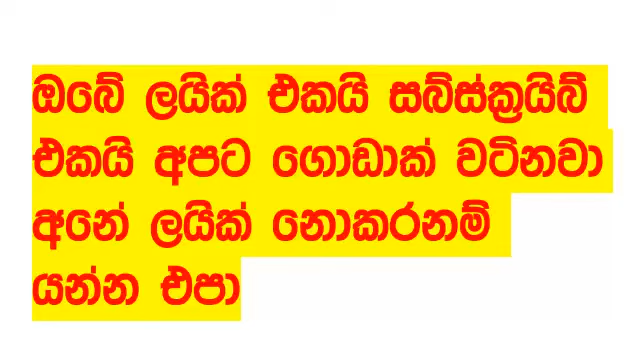 ඔබේ ලයික් එකයි සබ්ස්ක්‍රයිබ්
එකයි අපට ගොඩාක් වටිනවා
අනේ ලයික් නොකරනම්
යන්න එපා